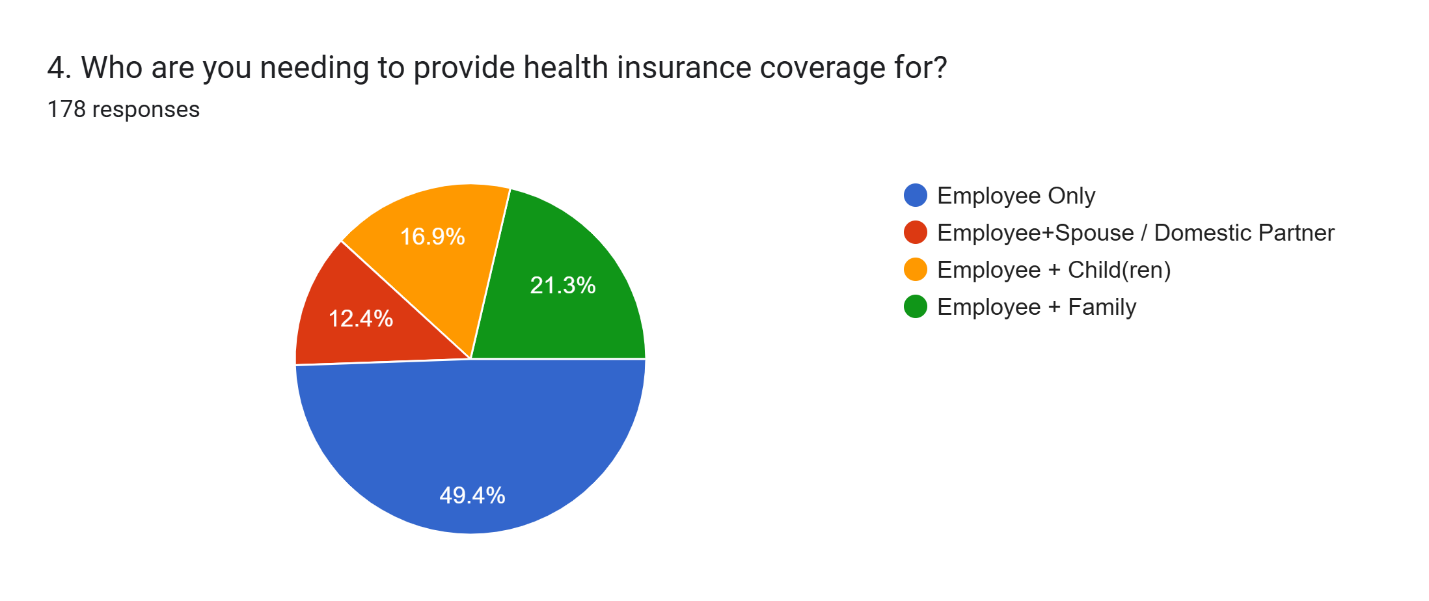 4. Who are you needing to provide health insurance coverage for?
178 responses
16.9%
21.3%
12.4%
49.4%
Employee Only
Employee+Spouse / Domestic Partner
Employee + Child(ren)
Employee + Family